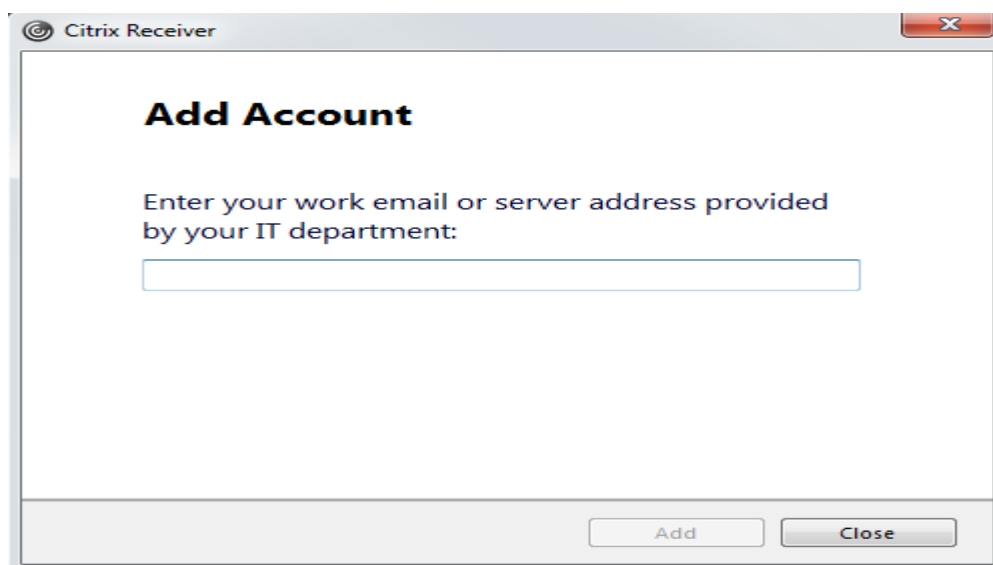 Citrix Receiver
Add Account
Enter your work email or server address provided
by your IT department:
Add
Close